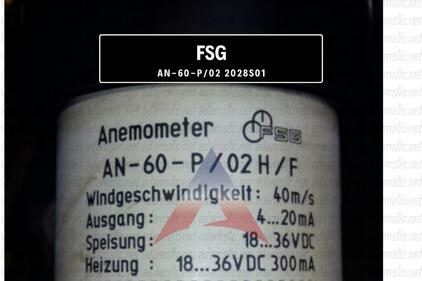 FSG
AN-60-P/02 2028S01
Anemometer FSG
AN-60-P/02H/F
Windgeschwindigkeit: 40m/s
Ausgang: 4...20mA
Speisung: 18...36VDC
Heizung : 18...36VDC 300mA